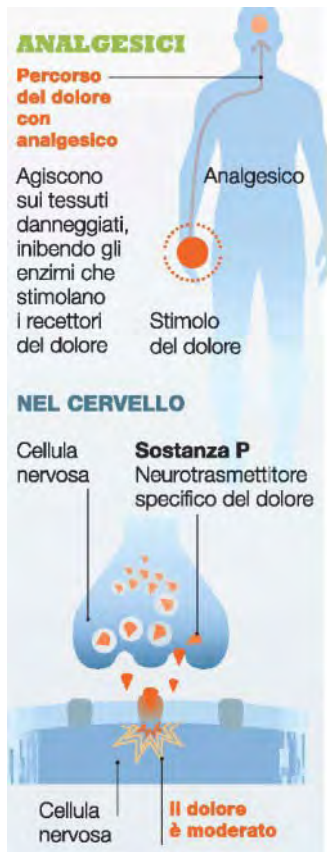 ANALGESICI
Percorso
del dolore
con
analgesico
Agiscono
sui tessuti
danneggiati,
inibendo gli
enzimi che
stimolano
i recettori
del dolore
Analgesico
Stimolo
del dolore
NEL CERVELLO
Cellula
nervosa
Sostanza P
Neurotrasmettitore
specifico del dolore
Cellula
nervosa
Il dolore
è moderato